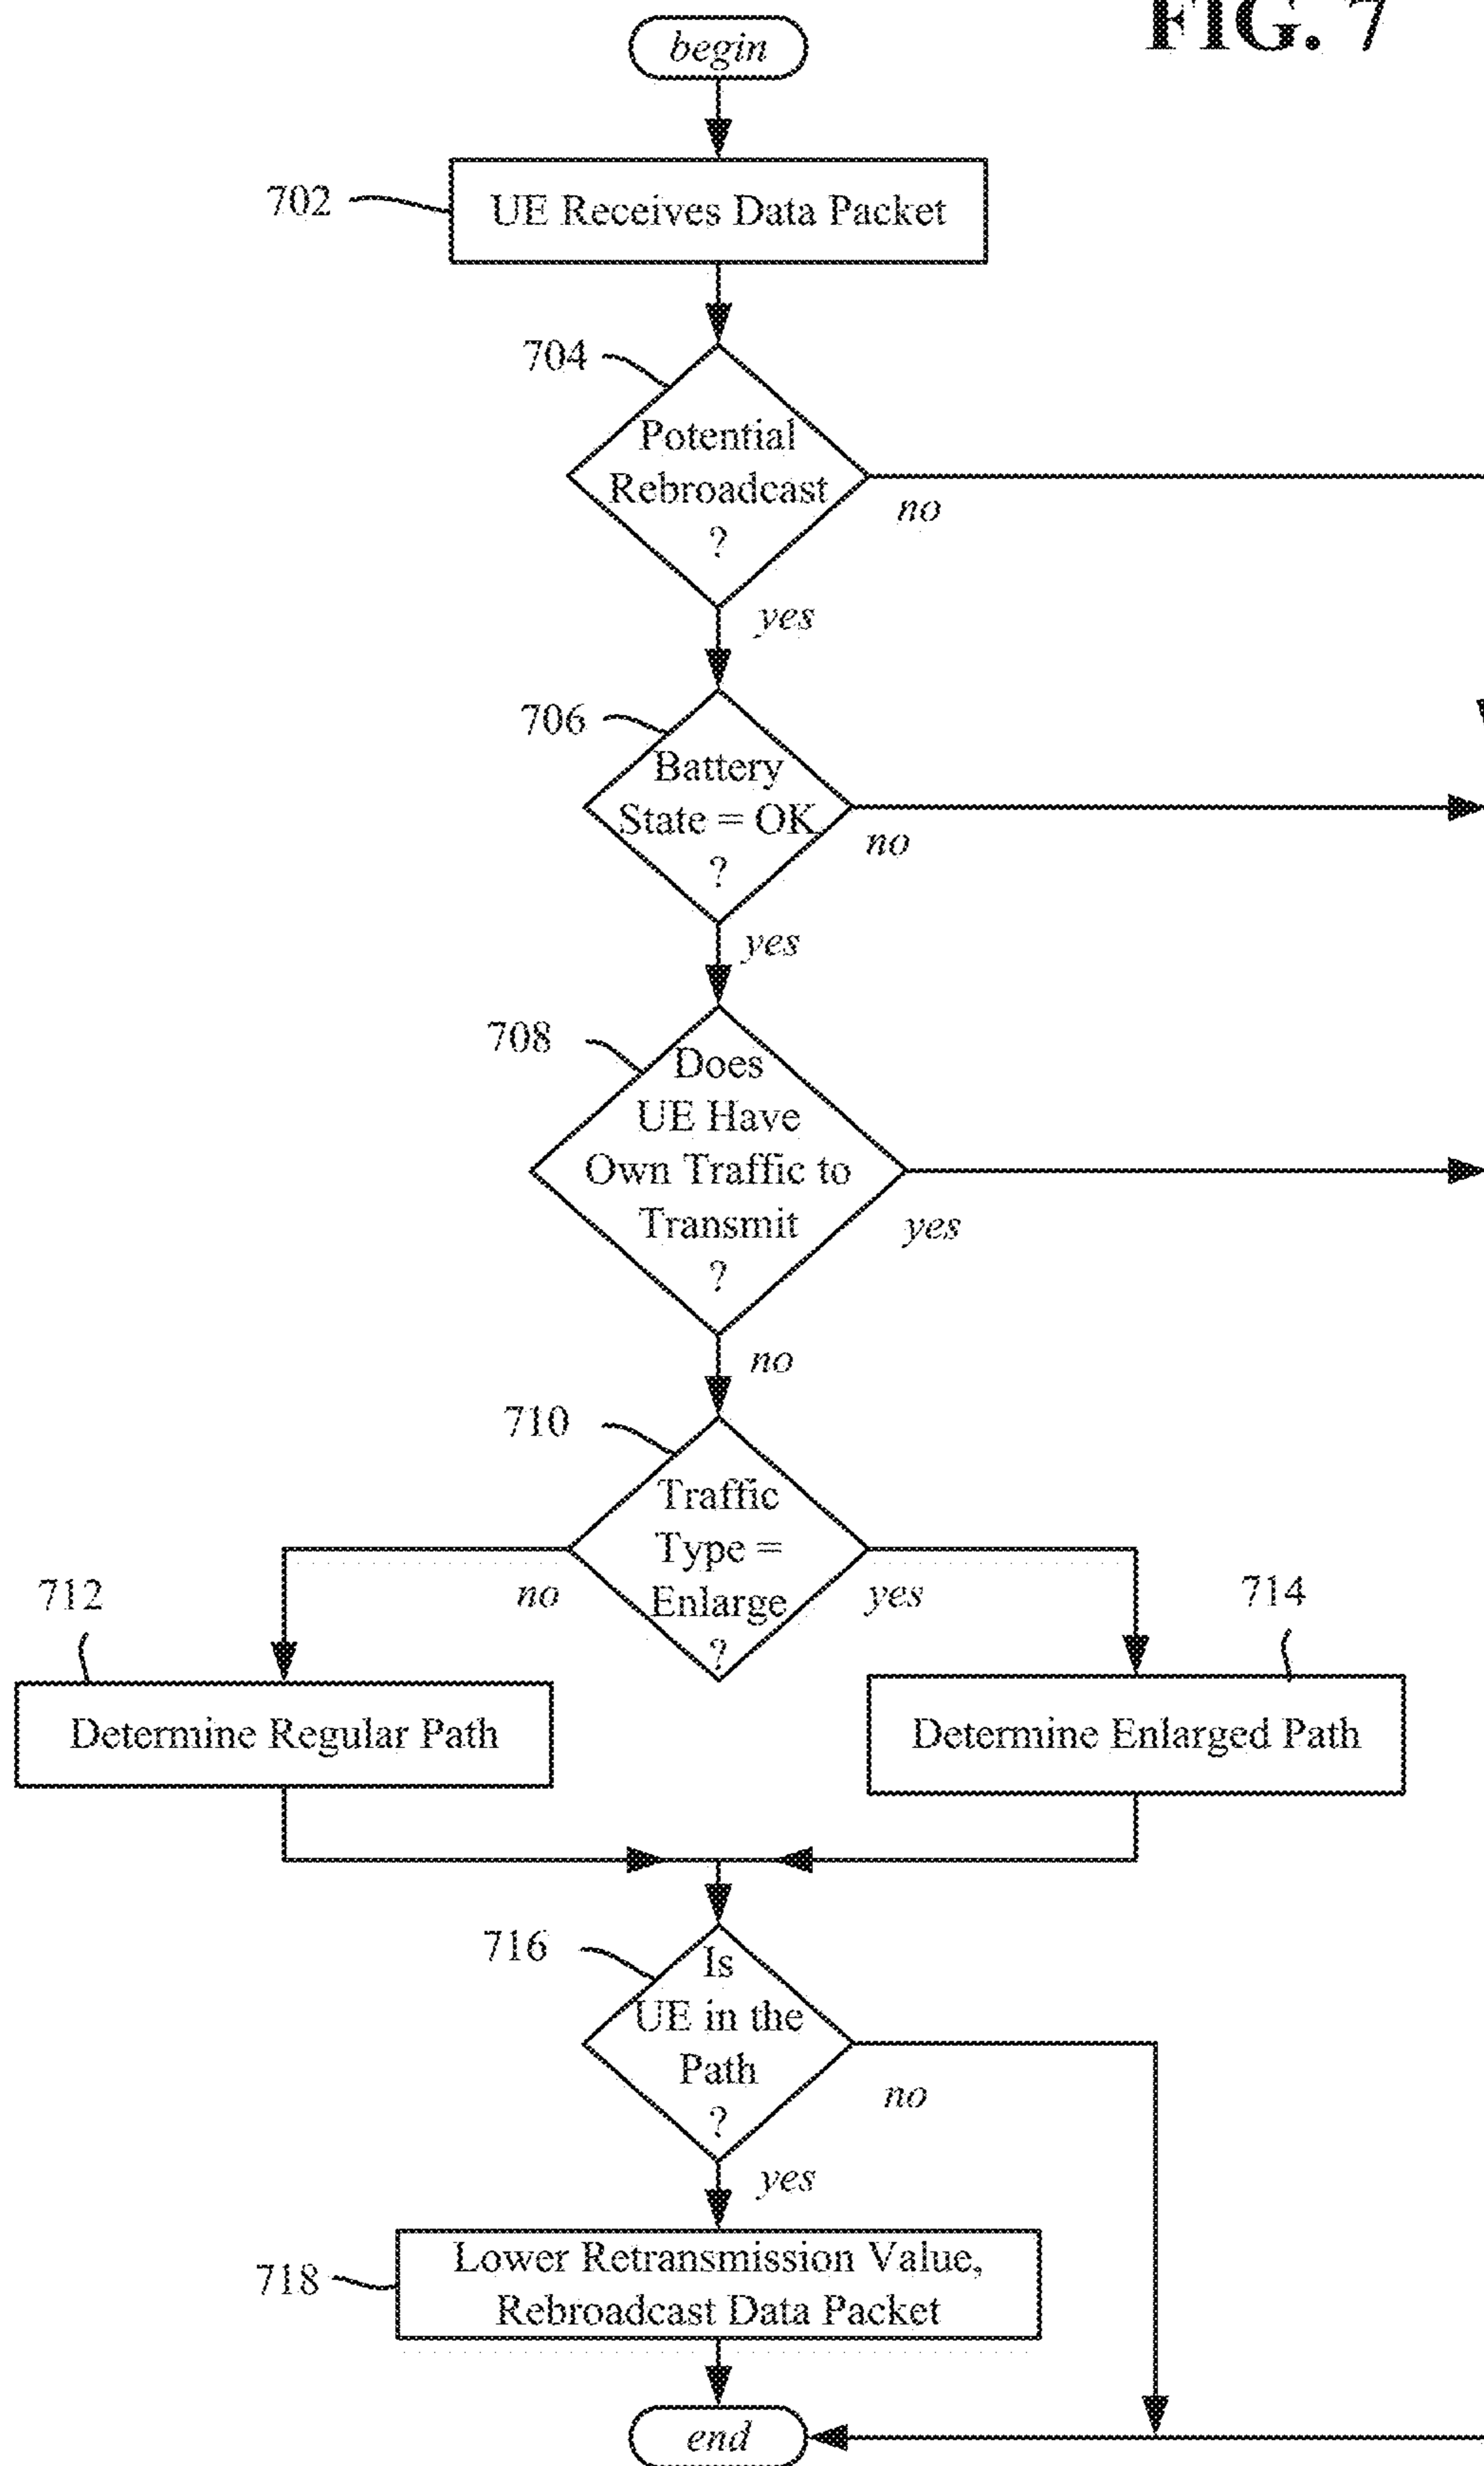 FIG. 7
begin
702
UE Receives Data Packet
704
Potential
Rebroadcast
?
no
yes
706
Battery
State = OK
?
no
yes
708
Does
UE Have
Own Traffic to
Transmit
?
yes
no
710
Traffic
Type =
Enlarge
?
no
yes
712
714
Determine Regular Path
Determine Enlarged Path
716
Is
UE in the
Path
?
no
yes
718
Lower Retransmission Value,
Rebroadcast Data Packet
end